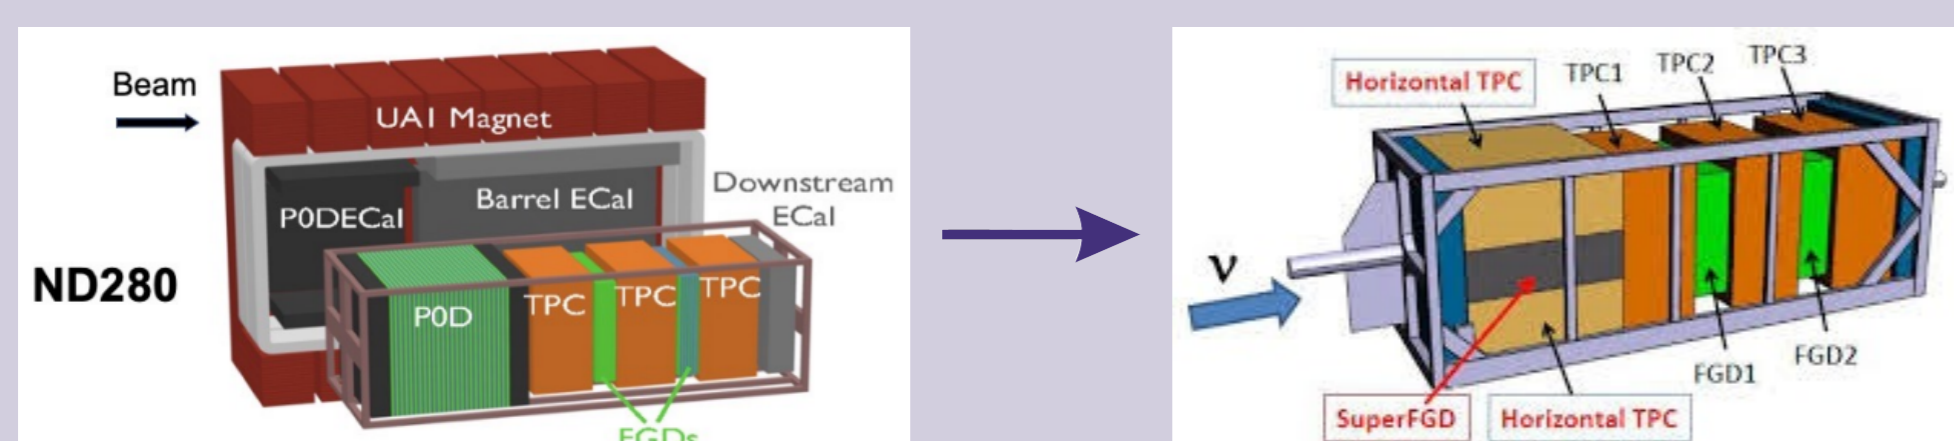 Beam
UA1 Magnet
P0DECal
Barrel ECal
Downstream
ECal
ND280
P0D
TPC
TPC
TPC
FGDs
Horizontal TPC
TPC1
TPC2
TPC3
ν
FGD1
FGD2
SuperFGD
Horizontal TPC